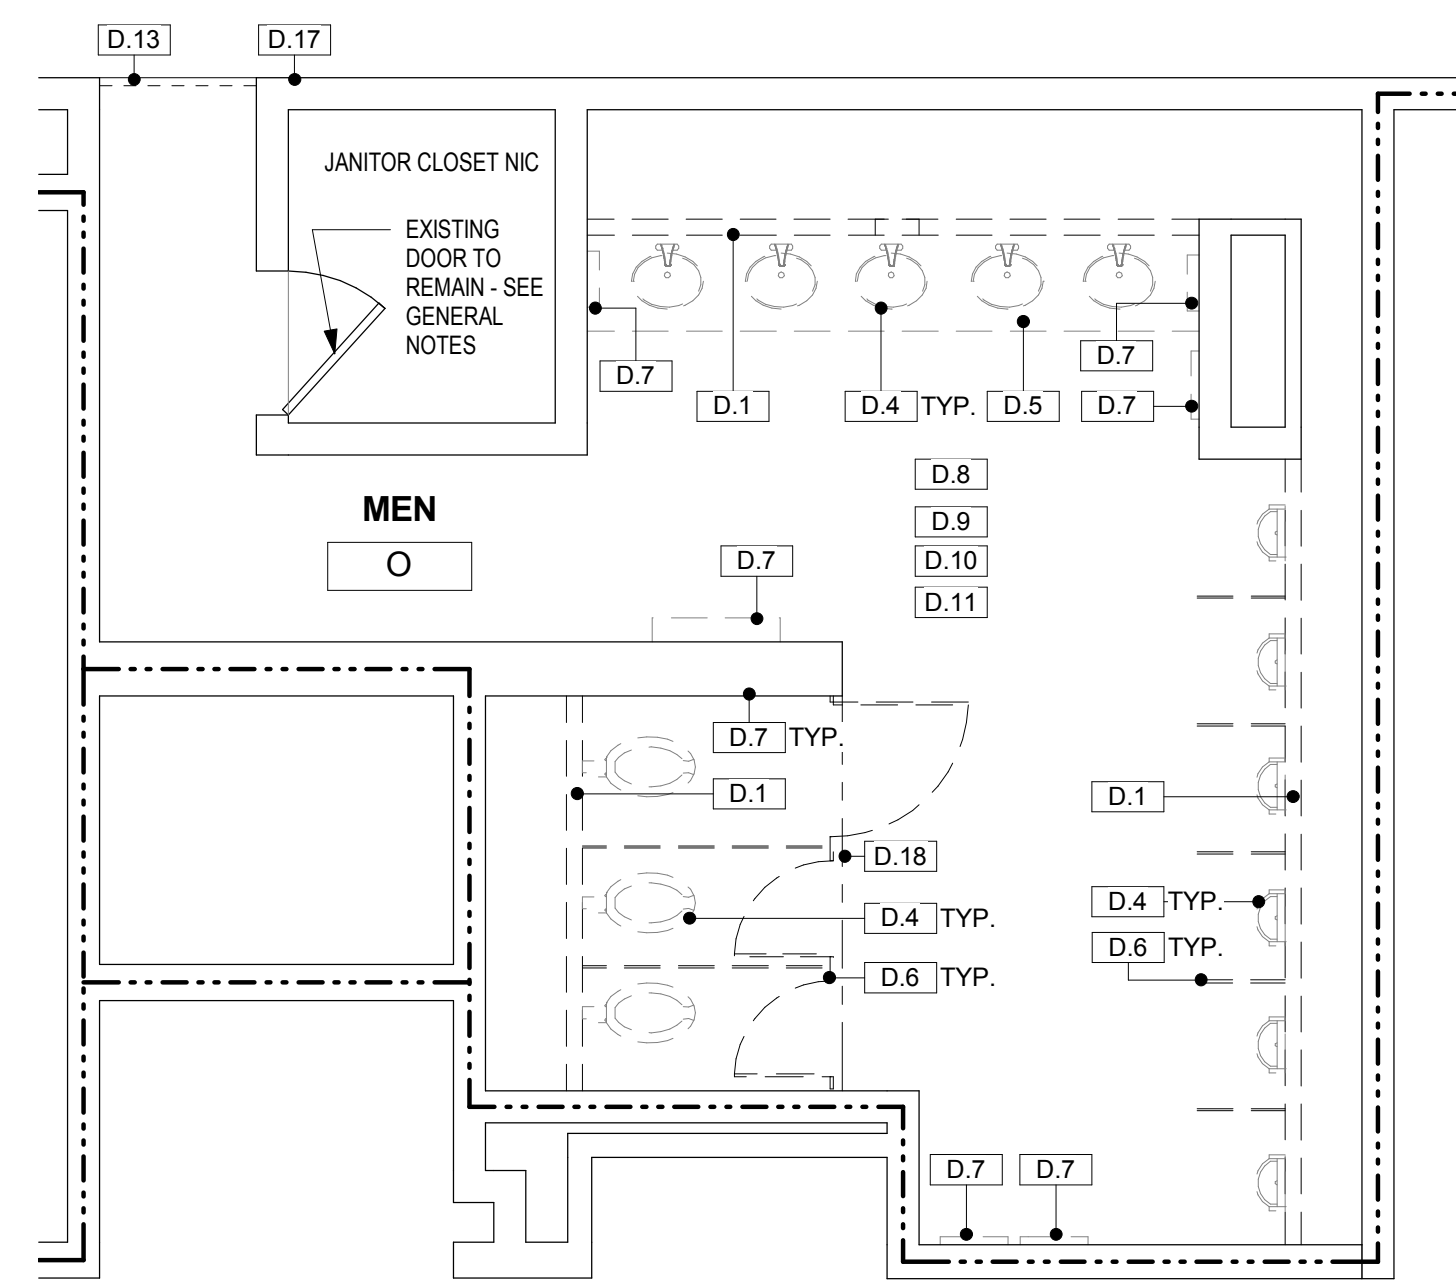 D.13
D.17
JANITOR CLOSET NIC
EXISTING
DOOR TO
REMAIN - SEE
GENERAL
NOTES
D.7
D.7
D.1
D.4 TYP.
D.5
D.7
D.8
MEN
D.9
O
D.7
D.10
D.11
D.7 TYP.
D.1
D.1
D.18
D.4 TYP.
D.4 TYP.
D.6 TYP.
D.6 TYP.
D.7
D.7